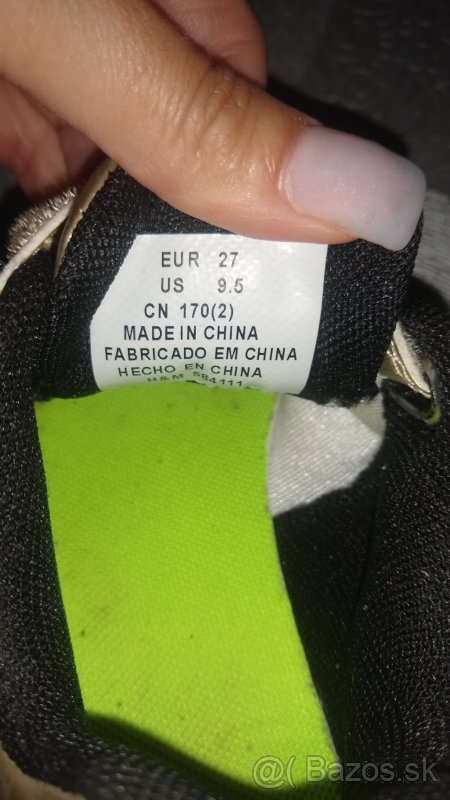 EUR 27
US 9.5
CN 170(2)
MADE IN CHINA
FABRICADO EM CHINA
HECHO EN CHINA
H&M 584111
@( Bazos.sk